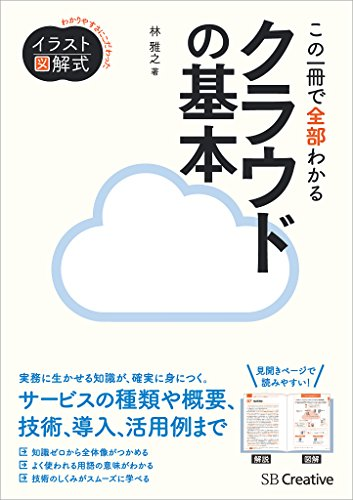 わかりやすさにこだわった
イラスト
図解式
この一冊で全部わかる
クラウド
の基本
林 雅之 著
実務に生かせる知識が、確実に身につく。
サービスの種類や概要、
技術、導入、活用例まで
知識ゼロから全体像がつかめる
よく使われる用語の意味がわかる
技術のしくみがスムーズに学べる
見開きページで
読みやすい!
解説
図解
SB Creative